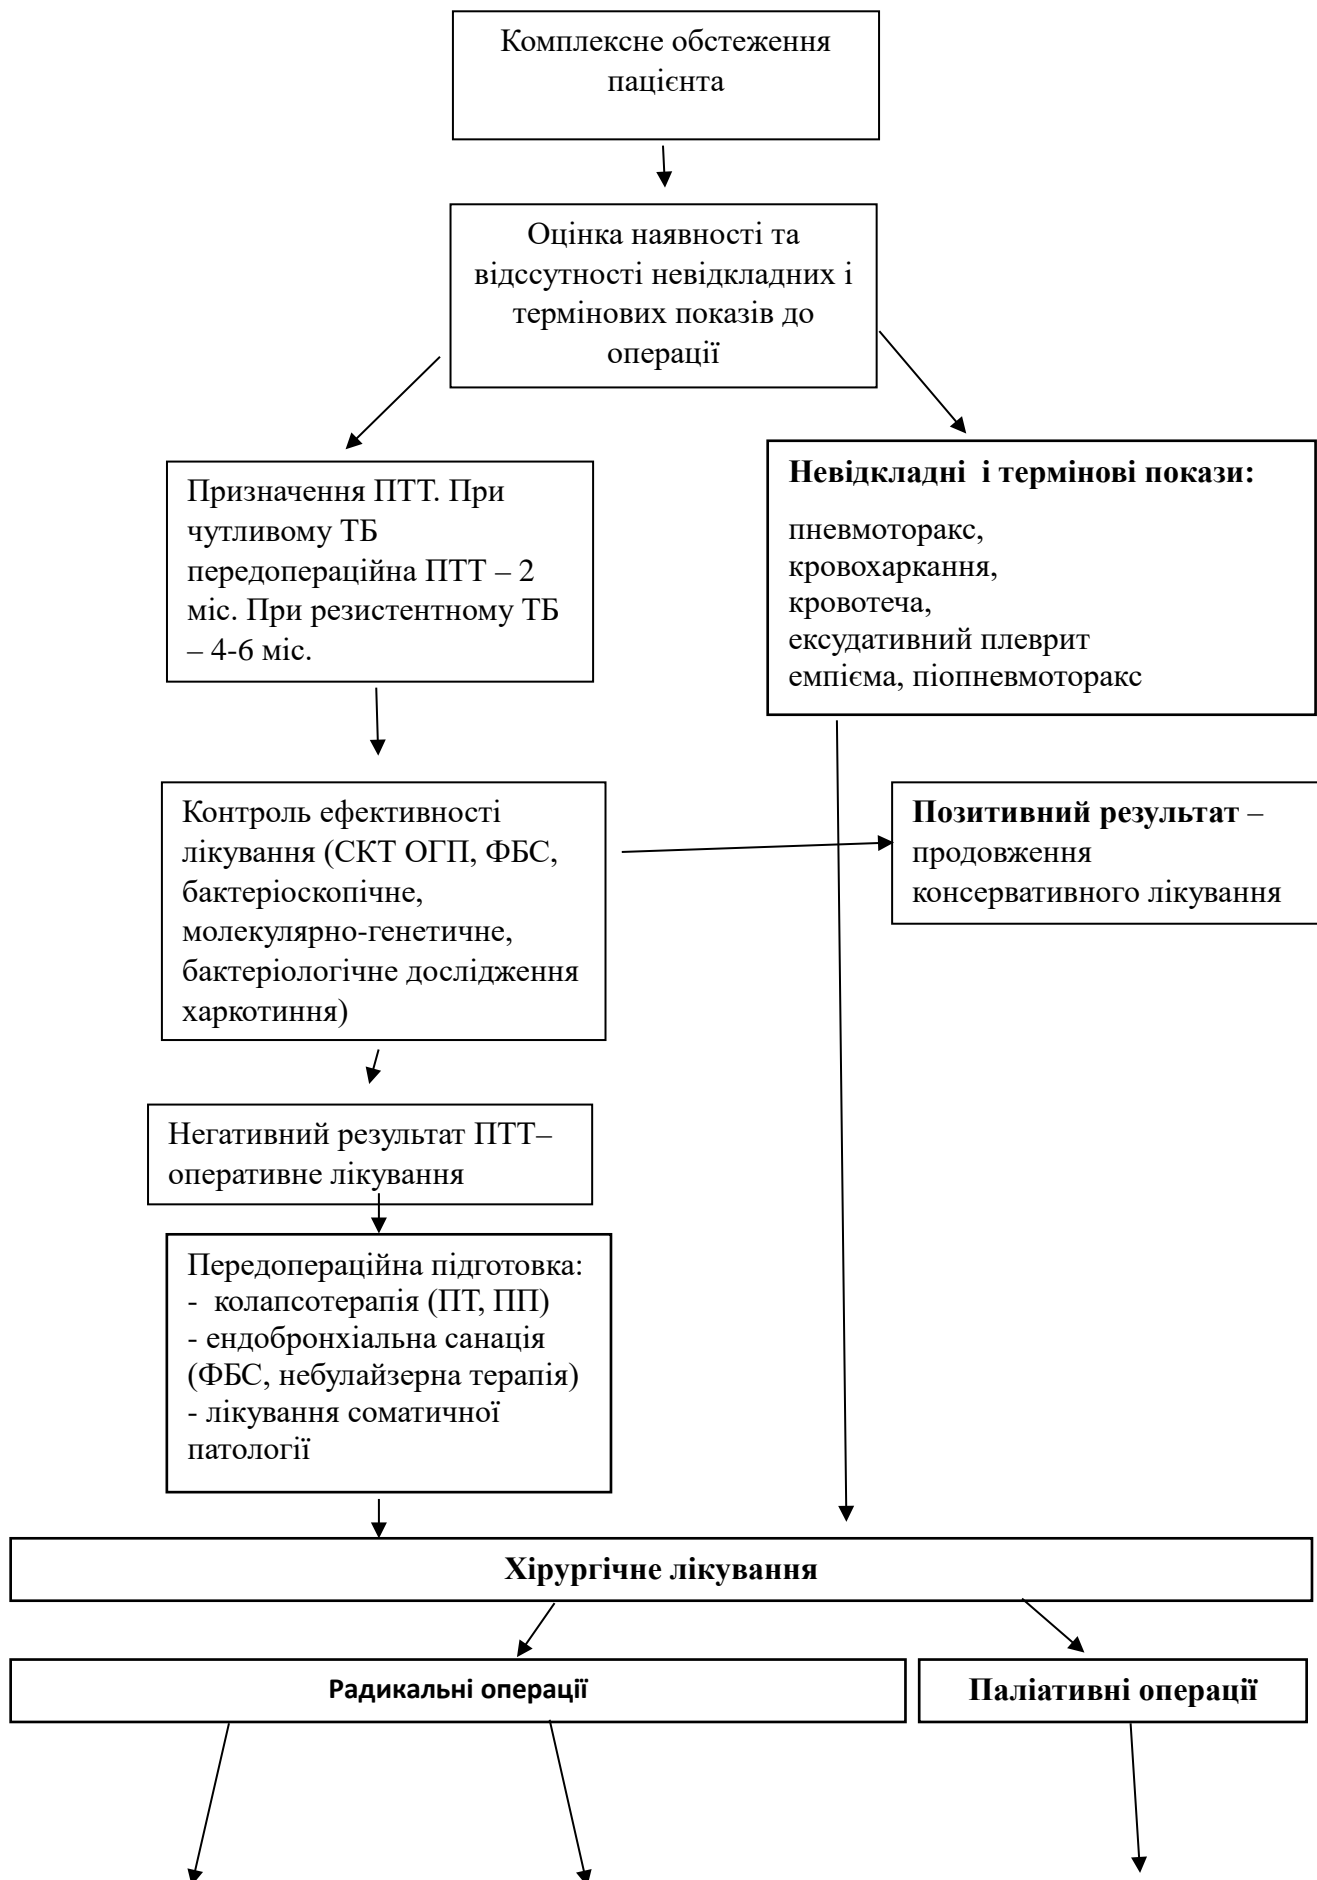 Комплексне обстеження
пацієнта
Оцінка наявності та
відссутності невідкладних і
термінових показів до
операції
Призначення ПТТ. При
чутливому ТБ
передопераційна ПТТ – 2
міс. При резистентному ТБ
– 4-6 міс.
Невідкладні і термінові покази:
пневмоторакс,
кровохаркання,
кровотеча,
ексудативний плеврит
емпієма, піопневмоторакс
Контроль ефективності
лікування (СКТ ОГП, ФБС,
бактеріоскопічне,
молекулярно-генетичне,
бактеріологічне дослідження
харкотиння)
Позитивний результат –
продовження
консервативного лікування
Негативний результат ПТТ–
оперативне лікування
Передопераційна підготовка:
- колапсотерапія (ПТ, ПП)
- ендобронхіальна санація
(ФБС, небулайзерна терапія)
- лікування соматичної
патології
Хірургічне лікування
Радикальні операції
Паліативні операції